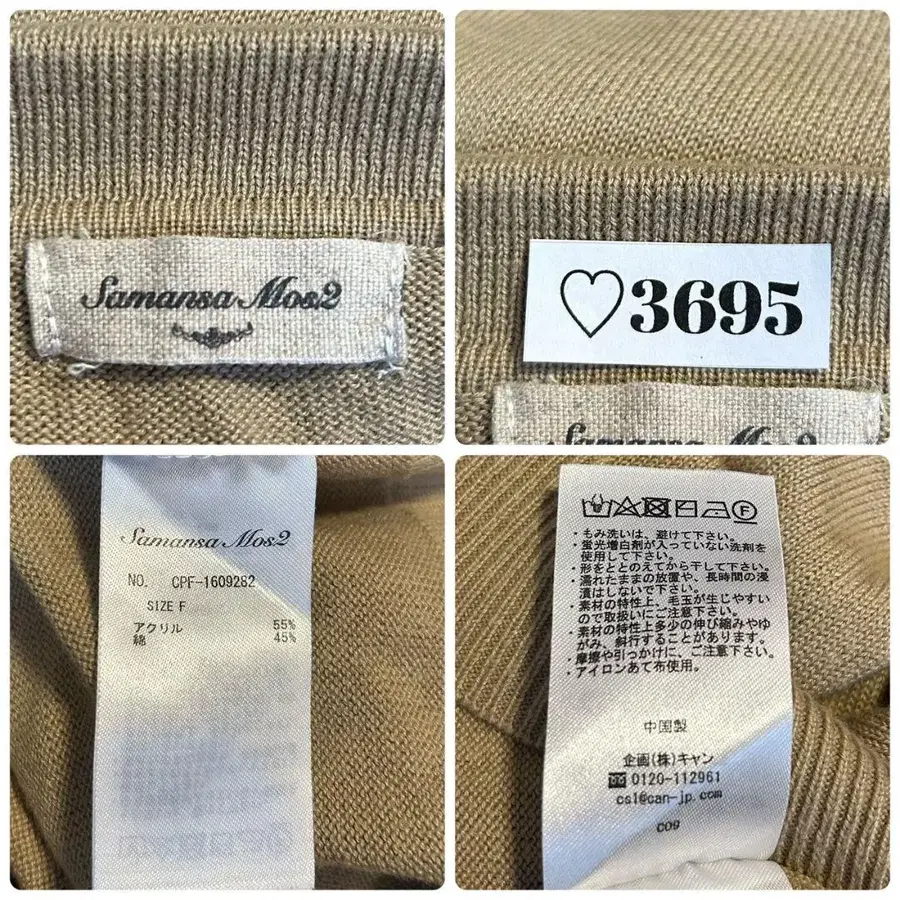 Samansa Mos2
♡3695
Samansa Mos2
Samansa Mos2
NO. CPF-1609282
SIZE F
アクリル 55%
綿 45%
・もみ洗いは、避けて下さい。
・蛍光増白剤が入っていない洗剤を
使用して下さい。
・形をととのえてから干して下さい。
・濡れたままの放置や、長時間の浸
漬はしないで下さい。
・素材の特性上、毛玉が生じやすい
ので取扱いにご注意下さい。
・素材の特性上多少の伸び縮みやゆ
がみ、斜行することがあります。
・摩擦や引っかけに、ご注意下さい。
・アイロンあて布使用。
中国製
企画(株)キャン
0120-112961
csl@can-jp.com
C09